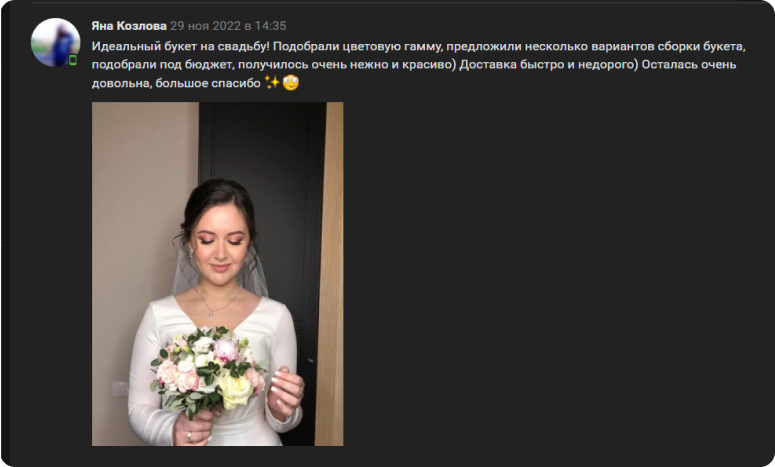 Яна Козлова 29 ноя 2022 в 14:35
Идеальный букет на свадьбу! Подобрали цветовую гамму, предложили несколько вариантов сборки букета,
подобрали под бюджет, получилось очень нежно и красиво) Доставка быстро и недорого) Осталась очень
довольна, большое спасибо ✨😳